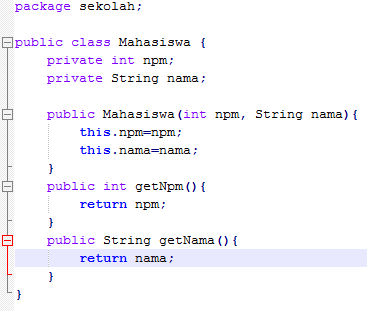 package sekolah;
public class Mahasiswa {
private int npm;
private String nama;
public Mahasiswa(int npm, String nama){
this.npm=npm;
this.nama=nama;
}
public int getNpm(){
return npm;
}
public String getNama(){
return nama;
}
}